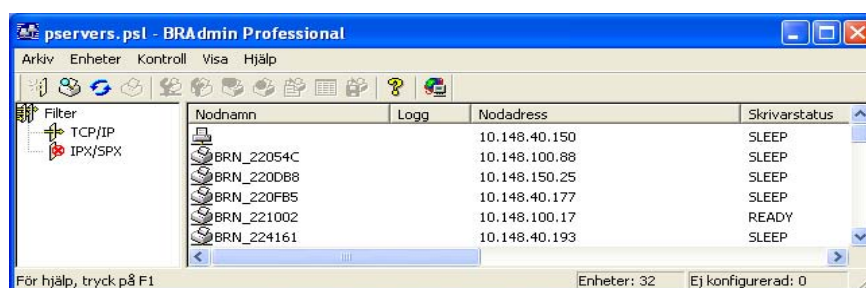 pservers.psl - BRAdmin Professional
Arkiv Enheter Kontroll Visa Hjälp
Filter
TCP/IP
IPX/SPX
Nodnamn Logg Nodadress Skrivarstatus
10.148.40.150 SLEEP
BRN_22054C 10.148.100.88 SLEEP
BRN_220DB8 10.148.150.25 SLEEP
BRN_220FB5 10.148.40.177 SLEEP
BRN_221002 10.148.100.17 READY
BRN_224161 10.148.40.193 SLEEP
För hjälp, tryck på F1 Enheter: 32 Ej konfigurerad: 0